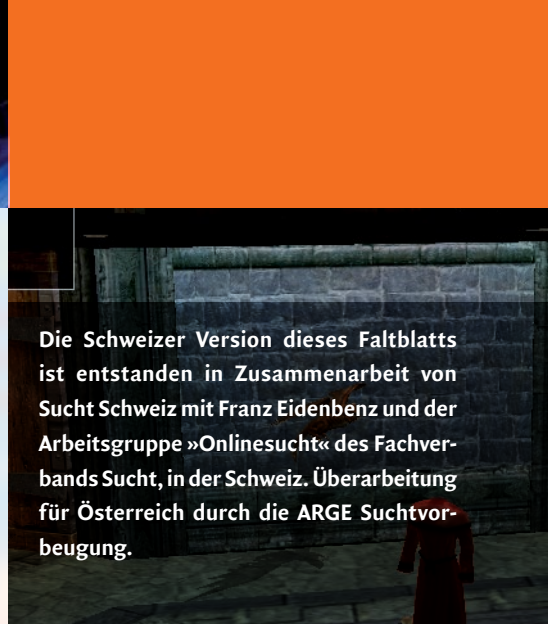 Die Schweizer Version dieses Faltblatts
ist entstanden in Zusammenarbeit von
Sucht Schweiz mit Franz Eidenbenz und der
Arbeitsgruppe »Onlinesucht« des Fachver-
bands Sucht, in der Schweiz. Überarbeitung
für Österreich durch die ARGE Suchtvor-
beugung.